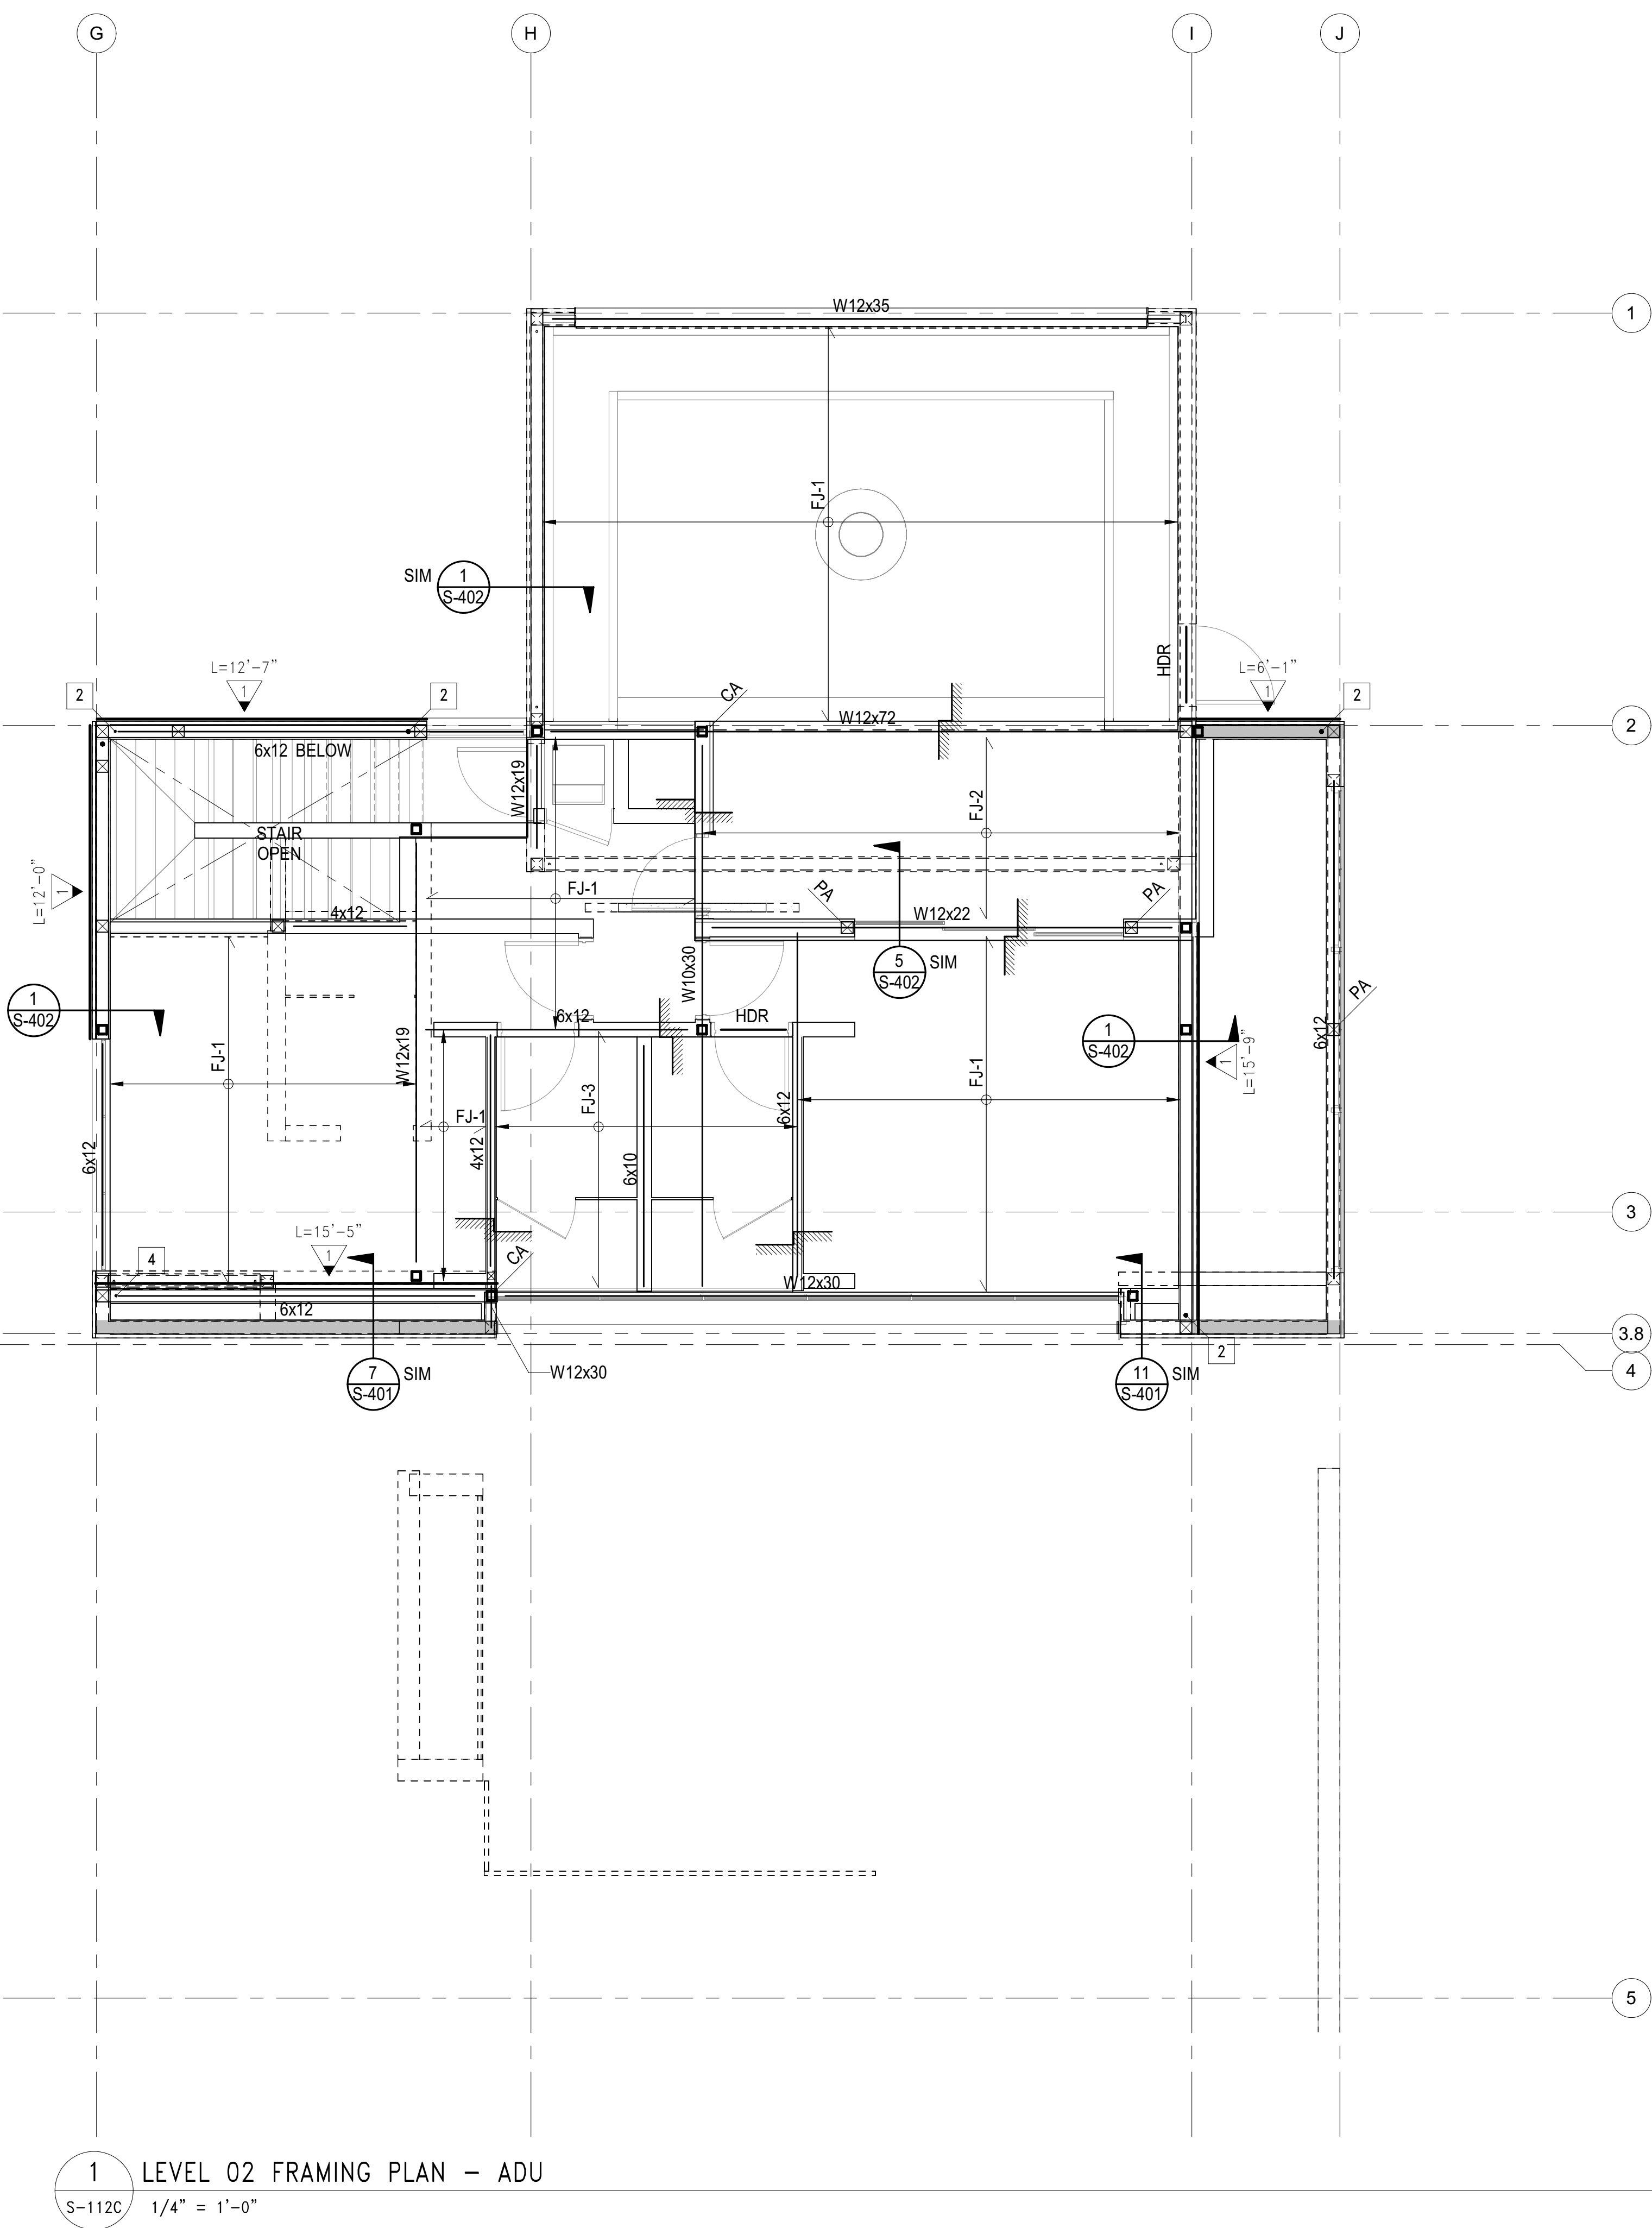 G
H
I
J
W12x35
1
FJ-1
SIM
1
S-402
HDR
L=12'-7"
1
L=6'-1"
1
2
2
CA
2
W12x72
2
6x12 BELOW
W12x19
FJ-2
STAIR
OPEN
L=12'-0"
1
FJ-1
PA
PA
4x12
W12x22
5
S-402
SIM
W10x30
PA
1
S-402
6x12
HDR
1
S-402
6x12
W12x19
FJ-1
FJ-1
L=15'-9"
1
FJ-3
6x12
FJ-1
4x12
6x12
6x10
3
L=15'-5"
1
4
CA
W12x30
6x12
3.8
2
4
7
S-401
SIM
W12x30
11
S-401
SIM
5
1
S-112C
LEVEL 02 FRAMING PLAN - ADU
1/4" = 1'-0"